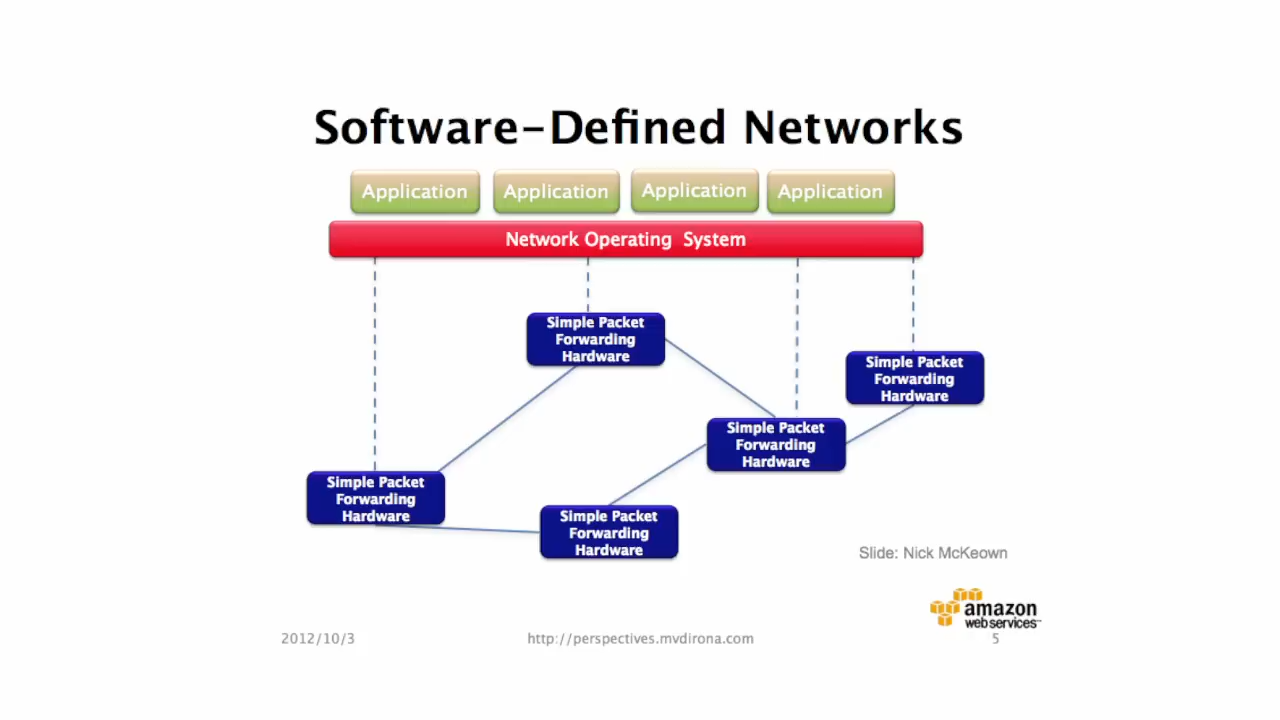 Software-Defined Networks
Application
Application
Application
Application
Network Operating System
Simple Packet
Forwarding
Hardware
Simple Packet
Forwarding
Hardware
Simple Packet
Forwarding
Hardware
Simple Packet
Forwarding
Hardware
Simple Packet
Forwarding
Hardware
Slide: Nick McKeown
amazon
web services™
2012/10/3
http://perspectives.mvdirona.com
5